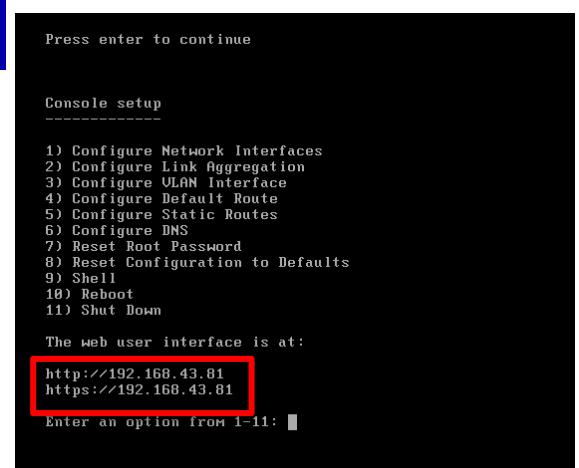 Press enter to continue
Console setup
-------------
1) Configure Network Interfaces
2) Configure Link Aggregation
3) Configure VLAN Interface
4) Configure Default Route
5) Configure Static Routes
6) Configure DNS
7) Reset Root Password
8) Reset Configuration to Defaults
9) Shell
10) Reboot
11) Shut Down
The web user interface is at:
http://192.168.43.81
https://192.168.43.81
Enter an option from 1-11: